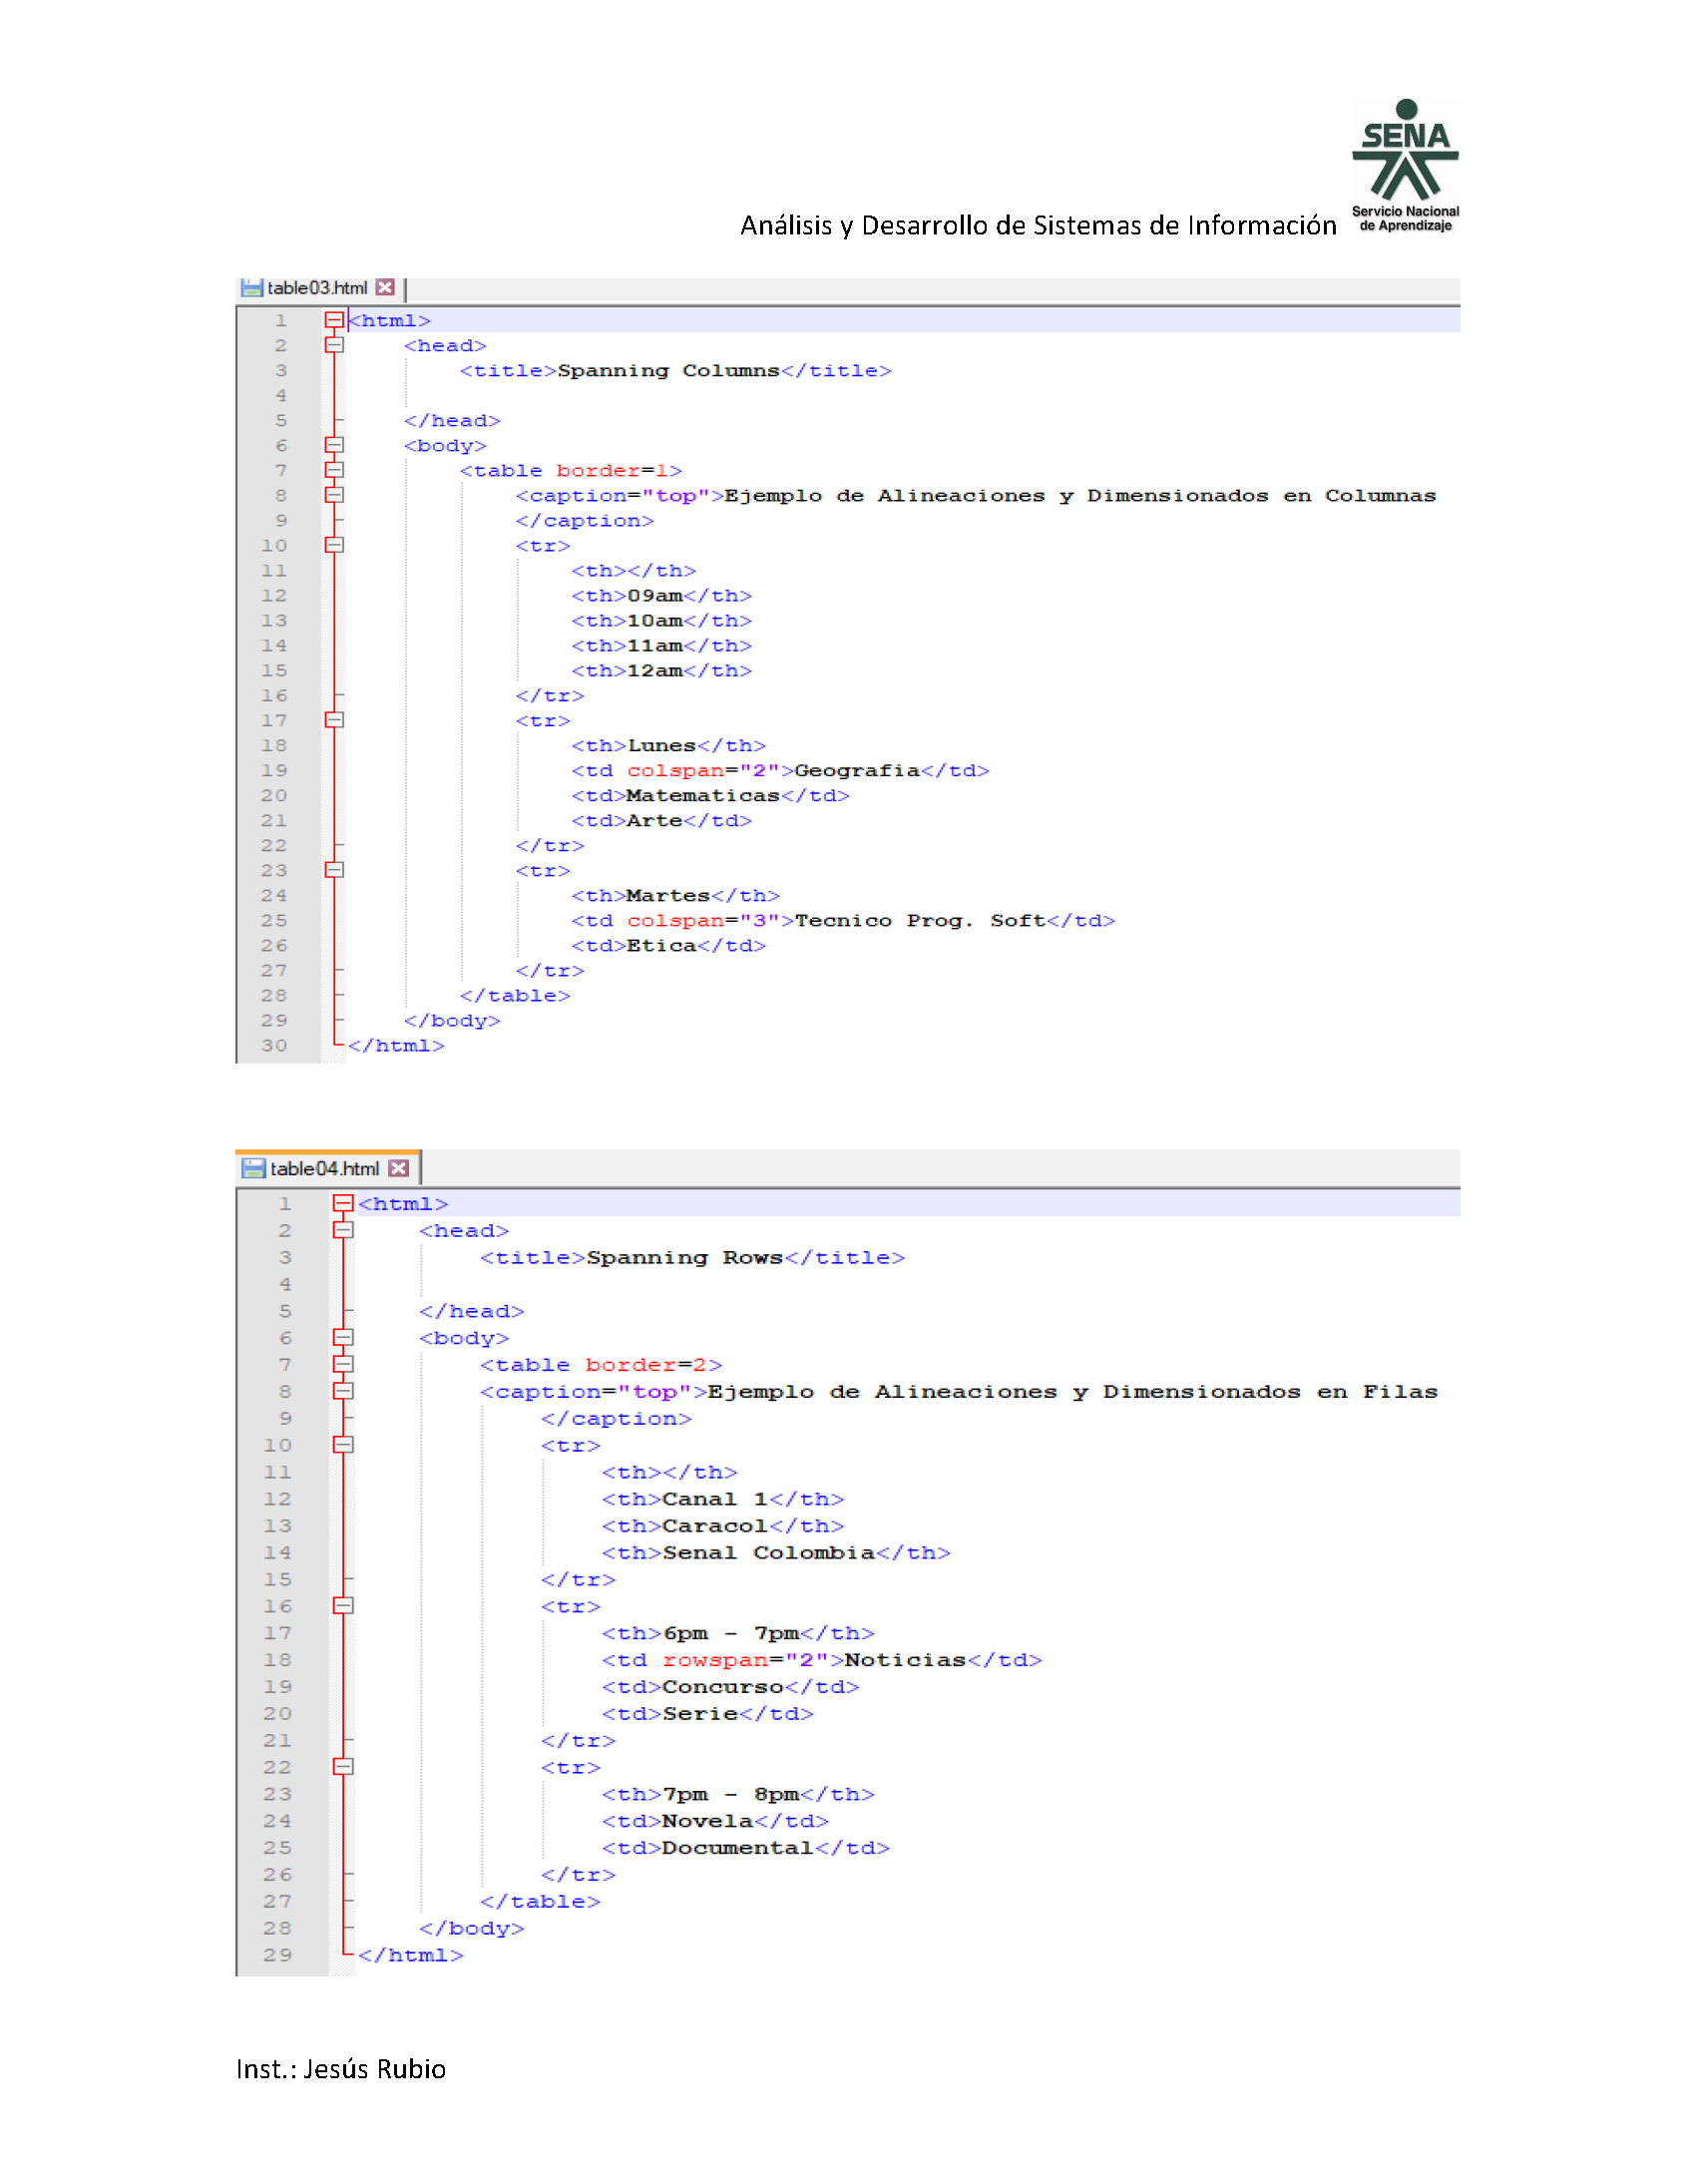 SENA
Servicio Nacional
de Aprendizaje
Análisis y Desarrollo de Sistemas de Información
table03.html
1 <html>
2 <head>
3 <title>Spanning Columns</title>
4
5 </head>
6 <body>
7 <table border=1>
8 <caption="top">Ejemplo de Alineaciones y Dimensionados en Columnas
9 </caption>
10 <tr>
11 <th></th>
12 <th>09am</th>
13 <th>10am</th>
14 <th>11am</th>
15 <th>12am</th>
16 </tr>
17 <tr>
18 <th>Lunes</th>
19 <td colspan="2">Geografia</td>
20 <td>Matematicas</td>
21 <td>Arte</td>
22 </tr>
23 <tr>
24 <th>Martes</th>
25 <td colspan="3">Tecnico Prog. Soft</td>
26 <td>Etica</td>
27 </tr>
28 </table>
29 </body>
30 </html>
table04.html
1 <html>
2 <head>
3 <title>Spanning Rows</title>
4
5 </head>
6 <body>
7 <table border=2>
8 <caption="top">Ejemplo de Alineaciones y Dimensionados en Filas
9 </caption>
10 <tr>
11 <th></th>
12 <th>Canal 1</th>
13 <th>Caracol</th>
14 <th>Senal Colombia</th>
15 </tr>
16 <tr>
17 <th>6pm - 7pm</th>
18 <td rowspan="2">Noticias</td>
19 <td>Concurso</td>
20 <td>Serie</td>
21 </tr>
22 <tr>
23 <th>7pm - 8pm</th>
24 <td>Novela</td>
25 <td>Documental</td>
26 </tr>
27 </table>
28 </body>
29 </html>
Inst.: Jesús Rubio